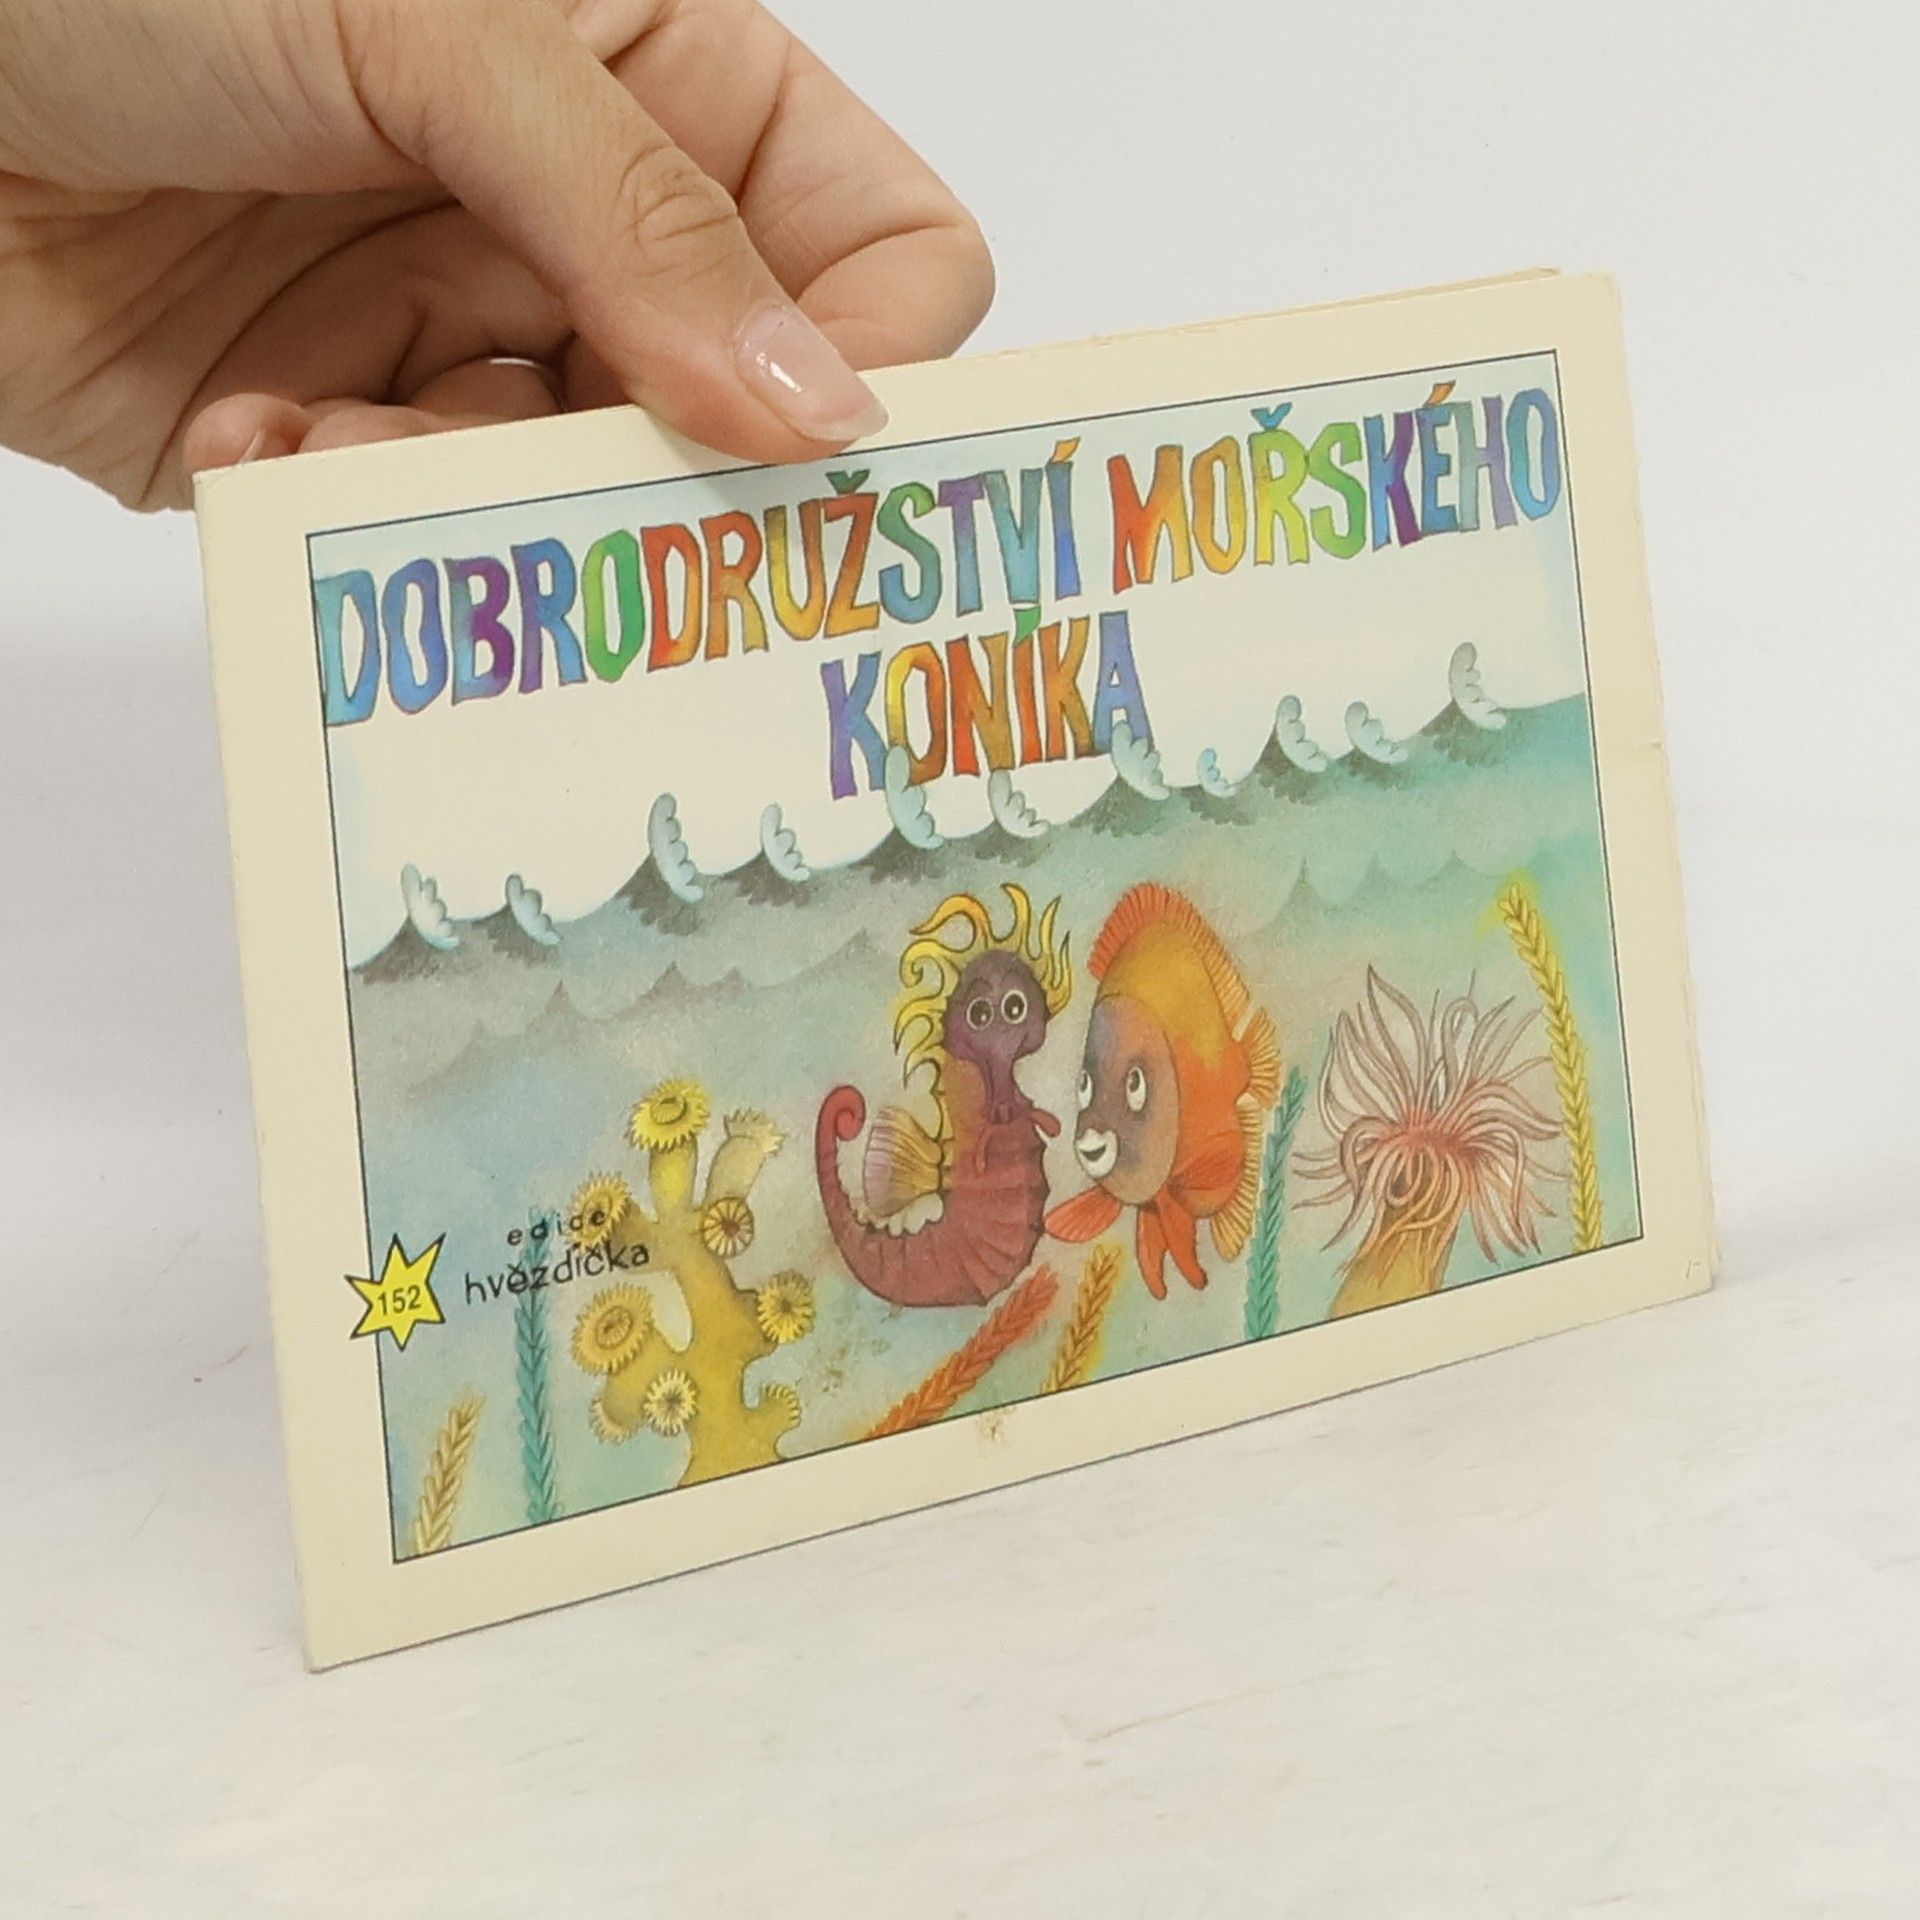 DOBRODRUŽSTVÍ MOŘSKÉHO
KONÍKA
edice
hvězdička
152